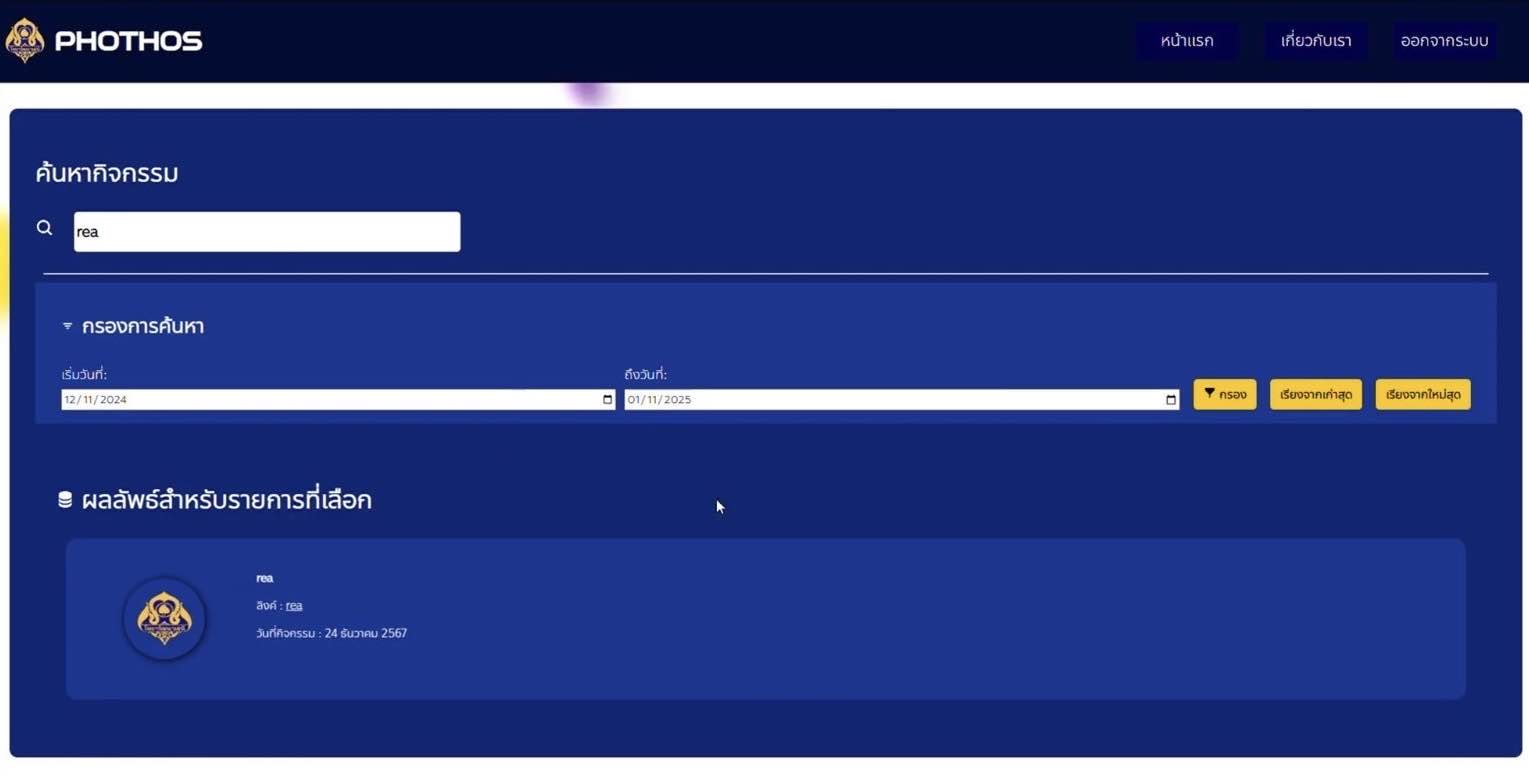 PHOTHOS
หน้าแรก
เกี่ยวกับเรา
ออกจากระบบ
ค้นหากิจกรรม
rea
กรองการค้นหา
เริ่มวันที่:
ถึงวันที่:
12/11/2024
01/11/2025
กรอง
เรียงจากเก่าสุด
เรียงจากใหม่สุด
ผลลัพธ์สำหรับรายการที่เลือก
rea
ลิงค์ : rea
วันที่กิจกรรม : 24 ธันวาคม 2567